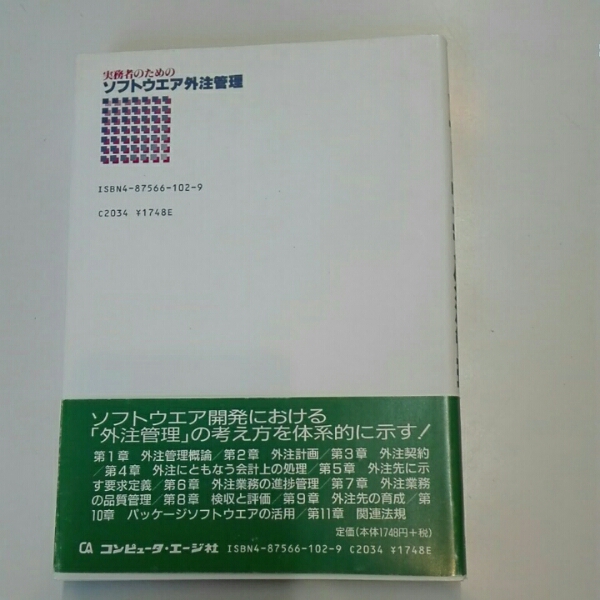 実務者のための
ソフトウエア外注管理
ISBN4-87566-102-9
C2034 ¥1748E
ソフトウエア開発における
「外注管理」の考え方を体系的に示す!
第1章 外注管理概論/第2章 外注計画/第3章 外注契約
/第4章 外注にともなう会計上の処理/第5章 外注先に示
す要求定義/第6章 外注業務の進捗管理/第7章 外注業務
の品質管理/第8章 検収と評価/第9章 外注先の育成/第
10章 パッケージソフトウエアの活用/第11章 関連法規
定価(本体1748円+税)
CA コンピュータ・エージ社 ISBN4-87566-102-9 C2034 ¥1748E